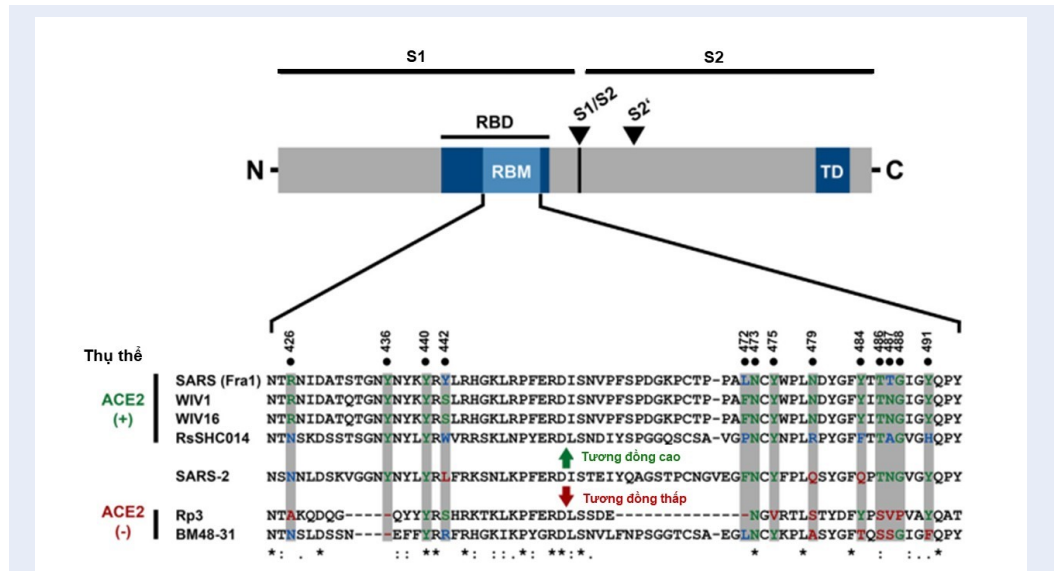 S1 S2
S1/S2 S2‘
RBD
N RBM TD C
426 436 440 442 472 473 475 479 484 486 487 488 491
Thụ thể
SARS (Fra1) NTRNIDATSTGNYNYKYRYLRHGKLRPFERDISNVPFSPDGKPCTP-PALNCYWPLNDYGFYTTTGIGYQPY
ACE2 (+)
WIV1 NTRNIDATQTGNYNYKYRSLRHGKLRPFERDISNVPFSPDGKPCTP-PAFNCYWPLNDYGFYITNGIGYQPY
WIV16 NTRNIDATQTGNYNYKYRSLRHGKLRPFERDISNVPFSPDGKPCTP-PAFNCYWPLNDYGFYITNGIGYQPY
RsSHC014 NTNSKDSSTSGNYNYLYRWVRRSKLNPYERDLSNDIYSPGGQSCSA-VGPNCYNPLRPYGFFTTAGVGHQPY
Tương đồng cao
SARS-2 NSNNLDSKVGGNYNYLYRLFRKSNLKPFERDISTEIYQAGSTPCNGVEGFNCYFPLQSYGFQPTNGVGYQPY
Tương đồng thấp
ACE2 (-)
Rp3 NTAKQDQG-----QYYYRSHRKTKLKPFERDLSSDE-------------NGVRTLSTYDFYPSVPVAYQAT
BM48-31 NTNSLDSSN-----EFFYRRFRHGKIKPYGRDLSNVLFNPSGGTCSA-EGLNCYKPLASYGFTQSSGIGFQPY